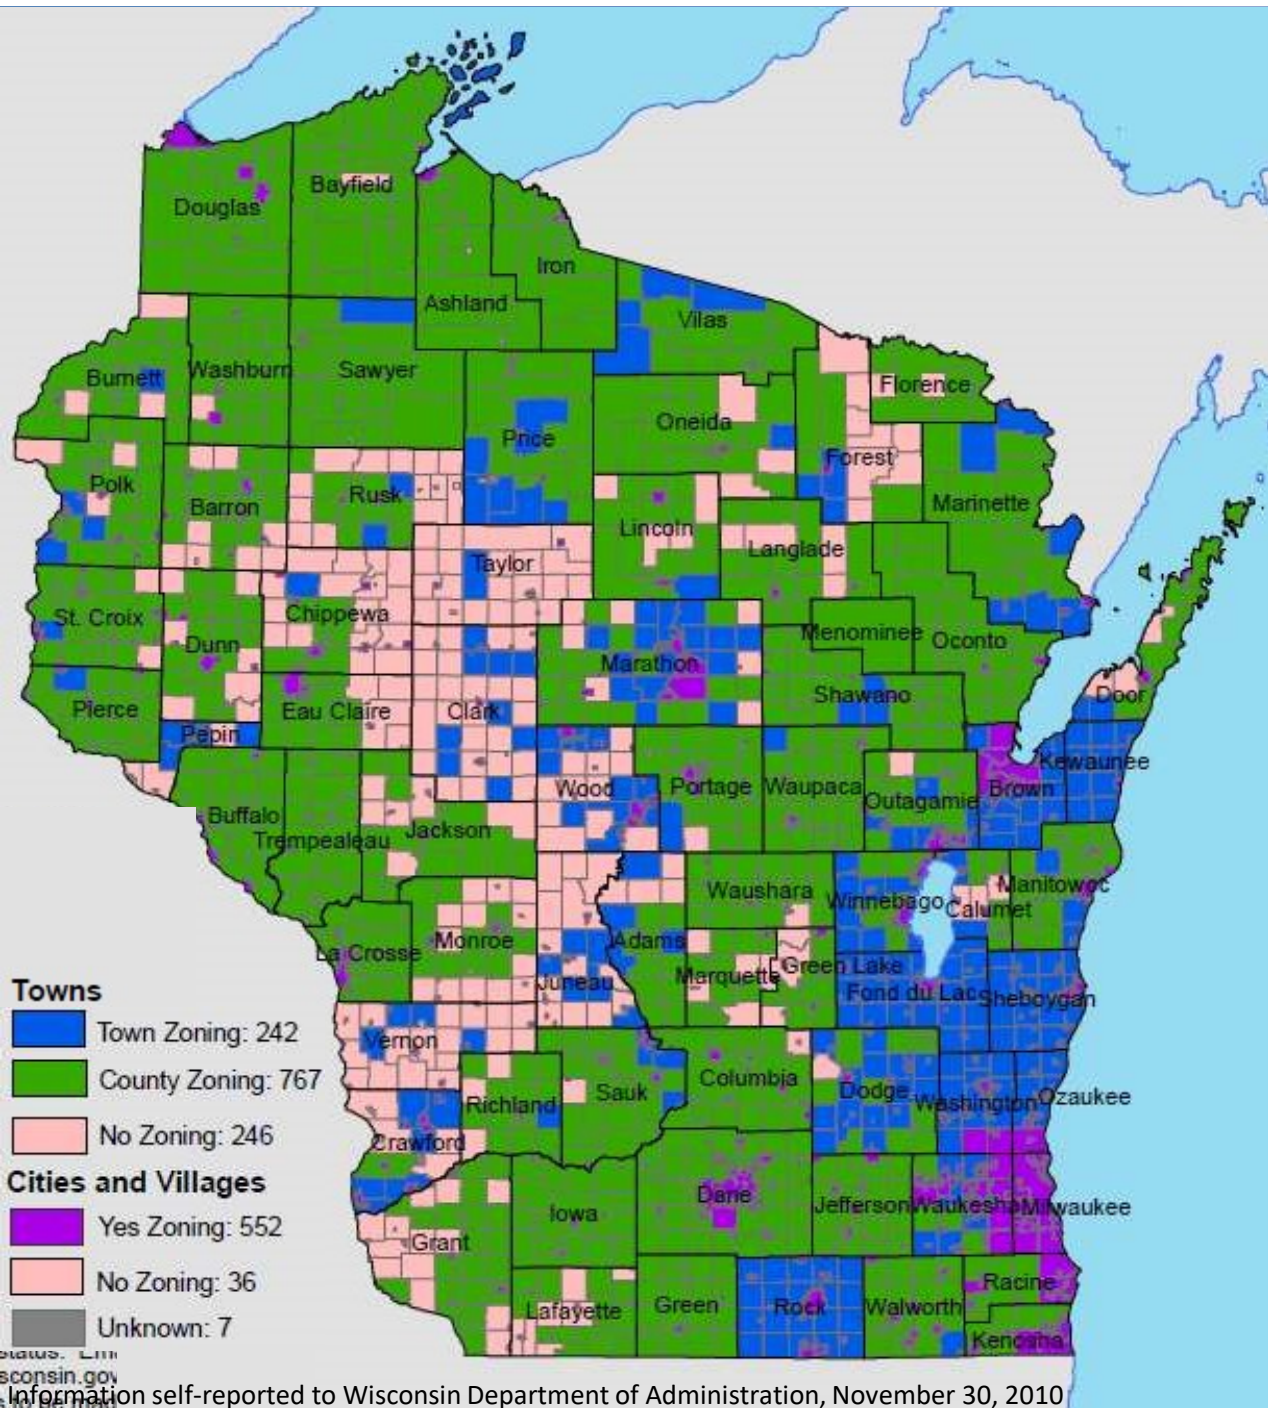 Douglas
Bayfield
Iron
Ashland
Vilas
Burnett
Washburn
Sawyer
Florence
Oneida
Price
Forest
Polk
Barron
Rusk
Marinette
Lincoln
Langlade
Taylor
St. Croix
Chippewa
Dunn
Menominee
Oconto
Marathon
Pierce
Eau Claire
Clark
Shawano
Door
Pepin
Kewaunee
Wood
Portage
Waupaca
Outagamie
Brown
Buffalo
Trempealeau
Jackson
Waushara
Winnebago
Calumet
Manitowoc
La Crosse
Monroe
Juneau
Adams
Marquette
Green Lake
Fond du Lac
Sheboygan
Vernon
Richland
Sauk
Columbia
Dodge
Washington
Ozaukee
Crawford
Dane
Jefferson
Waukesha
Milwaukee
Iowa
Grant
Lafayette
Green
Rock
Walworth
Racine
Kenosha
Towns
Town Zoning: 242
County Zoning: 767
No Zoning: 246
Cities and Villages
Yes Zoning: 552
No Zoning: 36
Unknown: 7
sconsin.gov
Information self-reported to Wisconsin Department of Administration, November 30, 2010